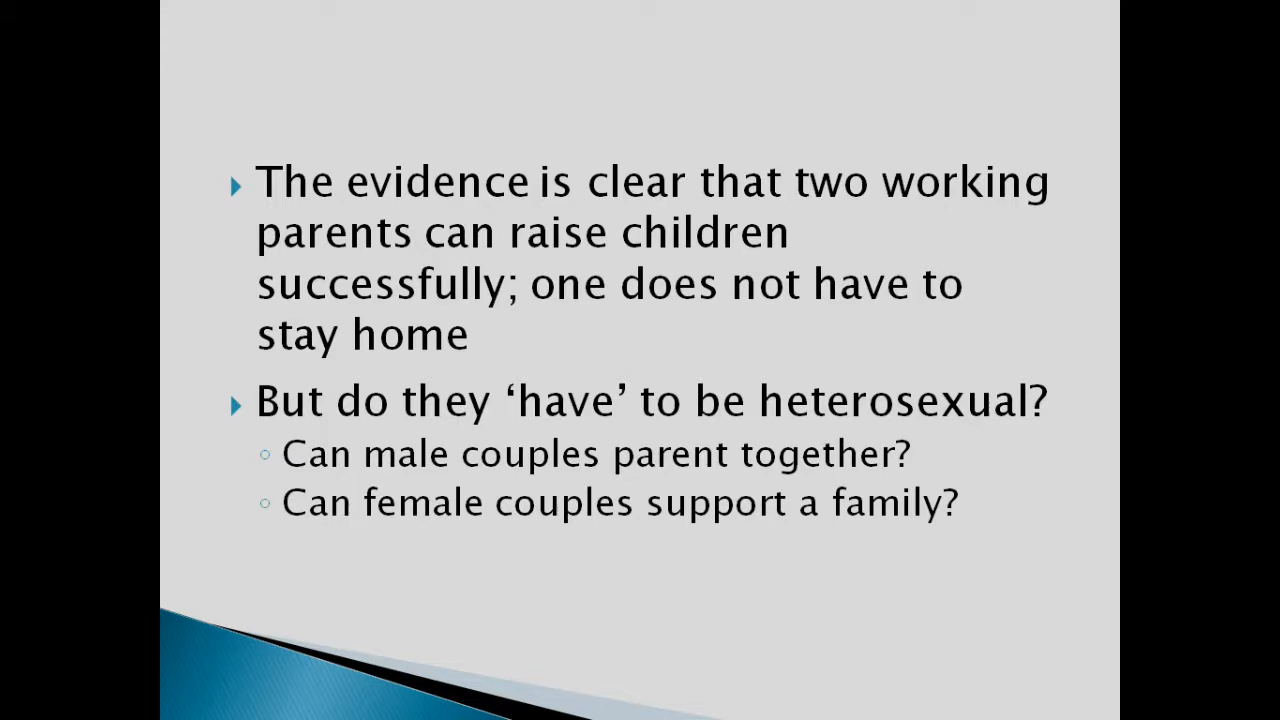 The evidence is clear that two working
parents can raise children
successfully; one does not have to
stay home
But do they ‘have’ to be heterosexual?
Can male couples parent together?
Can female couples support a family?